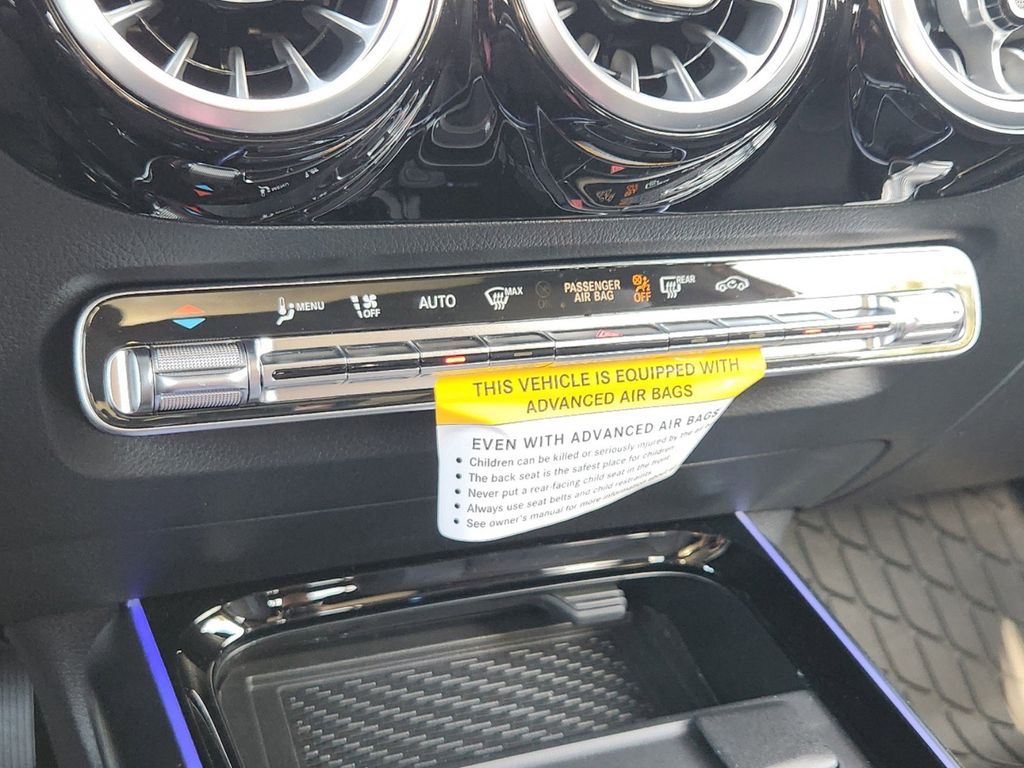 MENU
OFF
AUTO
MAX
PASSENGER
AIR BAG
OFF
REAR
THIS VEHICLE IS EQUIPPED WITH
ADVANCED AIR BAGS
EVEN WITH ADVANCED AIR BAGS
• Children can be killed or seriously injured by the air
• The back seat is the safest place for children
• Never put a rear-facing child seat in the front
• Always use seat belts and child restraints
• See owner's manual for more information